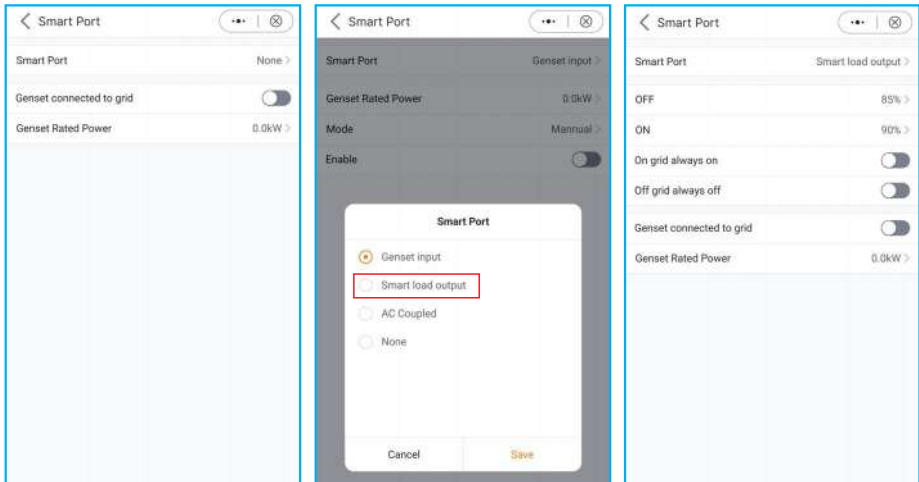 Smart Port
Smart Port None
Genset connected to grid
Genset Rated Power 0.0kW
Smart Port
Smart Port Genset input
Genset Rated Power 0.0kW
Mode Mannual
Enable
Smart Port
Genset input
Smart load output
AC Coupled
None
Cancel Save
Smart Port
Smart Port Smart load output
OFF 85%
ON 90%
On grid always on
Off grid always off
Genset connected to grid
Genset Rated Power 0.0kW